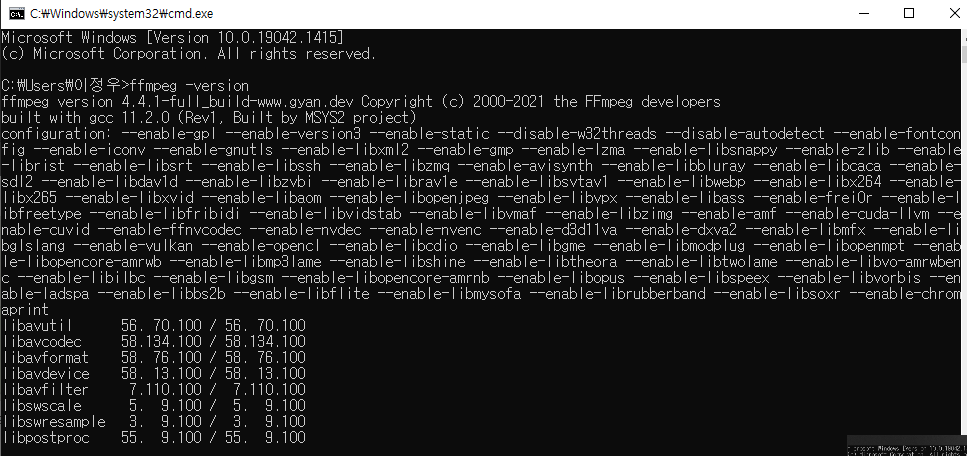 C:₩Windows₩system32₩cmd.exe
Microsoft Windows [Version 10.0.19042.1415]
(c) Microsoft Corporation. All rights reserved.
C:₩Users₩이정우>ffmpeg -version
ffmpeg version 4.4.1-full_build-www.gyan.dev Copyright (c) 2000-2021 the FFmpeg developers
built with gcc 11.2.0 (Rev1, Built by MSYS2 project)
configuration: --enable-gpl --enable-version3 --enable-static --disable-w32threads --disable-autodetect --enable-fontcon
fig --enable-iconv --enable-gnutls --enable-libxml2 --enable-gmp --enable-lzma --enable-libsnappy --enable-zlib --enable
-librist --enable-libsrt --enable-libssh --enable-libzmq --enable-avisynth --enable-libbluray --enable-libcaca --enable-
sdl2 --enable-libdav1d --enable-libzvbi --enable-librav1e --enable-libsvtav1 --enable-libwebp --enable-libx264 --enable-
libx265 --enable-libxvid --enable-libaom --enable-libopenjpeg --enable-libvpx --enable-libass --enable-frei0r --enable-
libfreetype --enable-libfribidi --enable-libvidstab --enable-libvmaf --enable-libzimg --enable-amf --enable-cuda-llvm --e
nable-cuvid --enable-ffnvcodec --enable-nvdec --enable-nvenc --enable-d3d11va --enable-dxva2 --enable-libmfx --enable-li
bglslang --enable-vulkan --enable-opencl --enable-libcdio --enable-libgme --enable-libmodplug --enable-libopenmpt --enab
le-libopencore-amrwb --enable-libmp3lame --enable-libshine --enable-libtheora --enable-libtwolame --enable-libvo-amrwben
c --enable-libilbc --enable-libgsm --enable-libopencore-amrnb --enable-libopus --enable-libspeex --enable-libvorbis --en
able-ladspa --enable-libbs2b --enable-libflite --enable-libmysofa --enable-librubberband --enable-libsoxr --enable-chrom
aprint
libavutil 56. 70.100 / 56. 70.100
libavcodec 58.134.100 / 58.134.100
libavformat 58. 76.100 / 58. 76.100
libavdevice 58. 13.100 / 58. 13.100
libavfilter 7.110.100 / 7.110.100
libswscale 5. 9.100 / 5. 9.100
libswresample 3. 9.100 / 3. 9.100
libpostproc 55. 9.100 / 55. 9.100